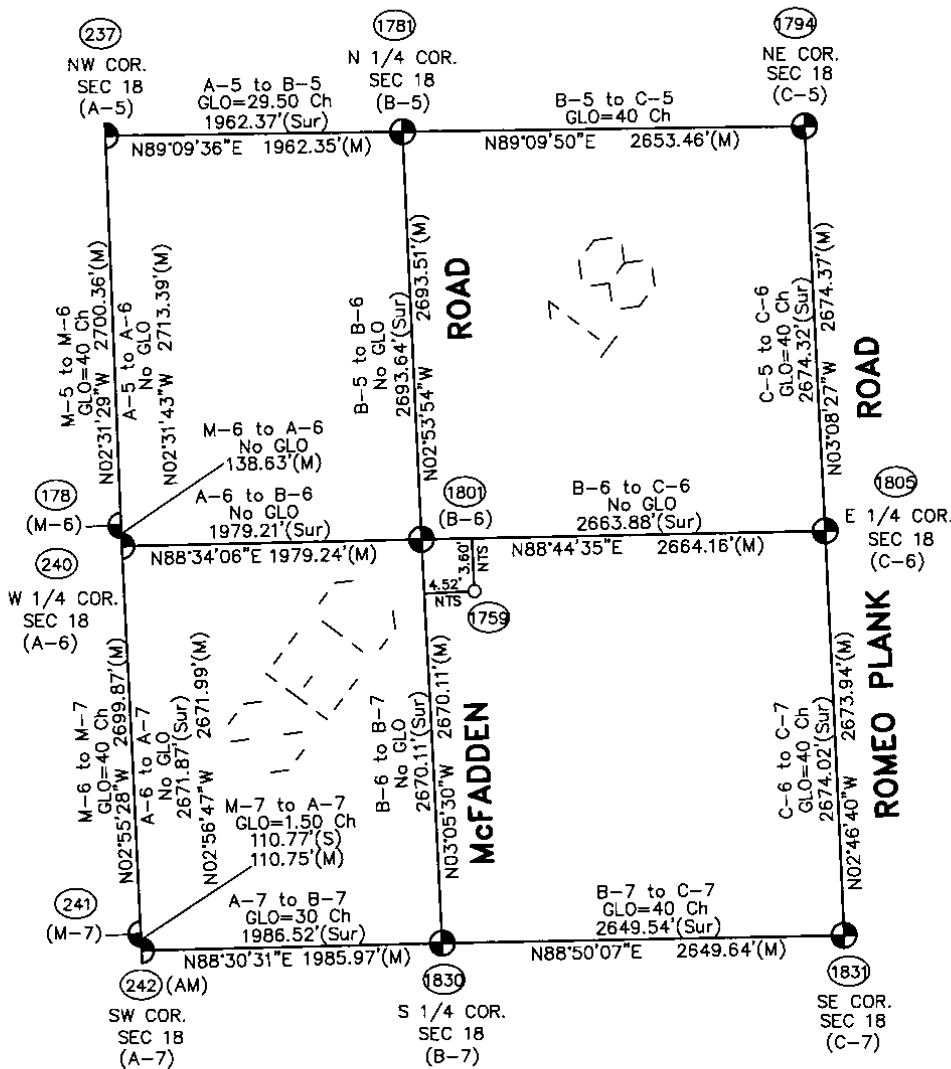 237
NW COR.
SEC 18
(A-5)
A-5 to B-5
GLO=29.50 Ch
1962.37'(Sur)
N89°09'36"E 1962.35'(M)
1781
N 1/4 COR.
SEC 18
(B-5)
B-5 to C-5
GLO=40 Ch
N89°09'50"E 2653.46'(M)
1794
NE COR.
SEC 18
(C-5)
M-5 to M-6
GLO=40 Ch
N02°31'29"W 2700.36'(M)
A-5 to A-6
No GLO
N02°31'43"W 2713.39'(M)
B-5 to B-6
No GLO
2693.64'(Sur)
N02°53'54"W 2693.51'(M)
ROAD
C-5 to C-6
GLO=40 Ch
2674.32'(Sur)
N03°08'27"W 2674.37'(M)
ROAD
M-6 to A-6
No GLO
138.63'(M)
178
(M-6)
A-6 to B-6
No GLO
1979.21'(Sur)
N88°34'06"E 1979.24'(M)
1801
(B-6)
B-6 to C-6
No GLO
2663.88'(Sur)
N88°44'35"E 2664.16'(M)
1805
E 1/4 COR.
SEC 18
(C-6)
240
W 1/4 COR.
SEC 18
(A-6)
3.60'
NTS
4.52'
NTS
1759
M-6 to M-7
GLO=40 Ch
N02°55'28"W 2699.87'(M)
A-6 to A-7
No GLO
2671.87'(Sur)
N02°56'47"W 2671.99'(M)
B-6 to B-7
No GLO
2670.11'(Sur)
N03°05'30"W 2670.11'(M)
McFADDEN
C-6 to C-7
GLO=40 Ch
2674.02'(Sur)
N02°46'40"W 2673.94'(M)
ROMEO PLANK
M-7 to A-7
GLO=1.50 Ch
110.77'(S)
110.75'(M)
241
(M-7)
A-7 to B-7
GLO=30 Ch
1986.52'(Sur)
N88°30'31"E 1985.97'(M)
B-7 to C-7
GLO=40 Ch
2649.54'(Sur)
N88°50'07"E 2649.64'(M)
242 (AM)
SW COR.
SEC 18
(A-7)
1830
S 1/4 COR.
SEC 18
(B-7)
1831
SE COR.
SEC 18
(C-7)